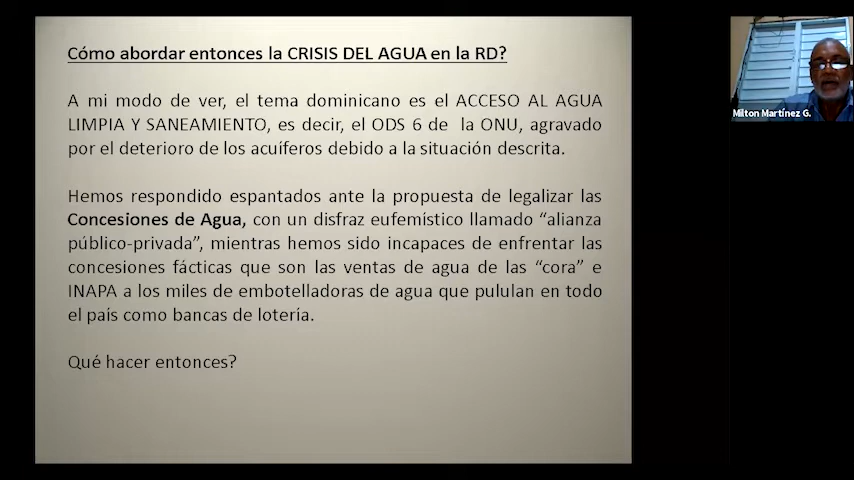 Cómo abordar entonces la CRISIS DEL AGUA en la RD?
A mi modo de ver, el tema dominicano es el ACCESO AL AGUA
LIMPIA Y SANEAMIENTO, es decir, el ODS 6 de la ONU, agravado
por el deterioro de los acuíferos debido a la situación descrita.
Hemos respondido espantados ante la propuesta de legalizar las
Concesiones de Agua, con un disfraz eufemístico llamado “alianza
público-privada”, mientras hemos sido incapaces de enfrentar las
concesiones fácticas que son las ventas de agua de las “cora” e
INAPA a los miles de embotelladoras de agua que pululan en todo
el país como bancas de lotería.
Qué hacer entonces?
Milton Martínez G.